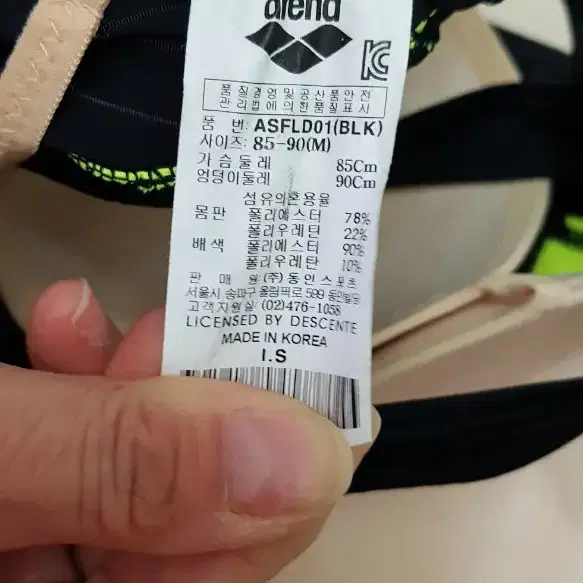 arena
품질경영및공산품안전
관리법에의한품질표시
품 번: ASFLD01(BLK)
사이즈: 85-90(M)
가슴둘레 85Cm
엉덩이둘레 90Cm
섬유의혼용율
몸판 폴리에스터 78%
폴리우레탄 22%
배색 폴리에스터 90%
폴리우레탄 10%
판 매 원: (주)동인스포츠
서울시 송파구 올림픽로 599 동인빌딩
고객지원실: (02)476-1058
LICENSED BY DESCENTE
MADE IN KOREA
I.S